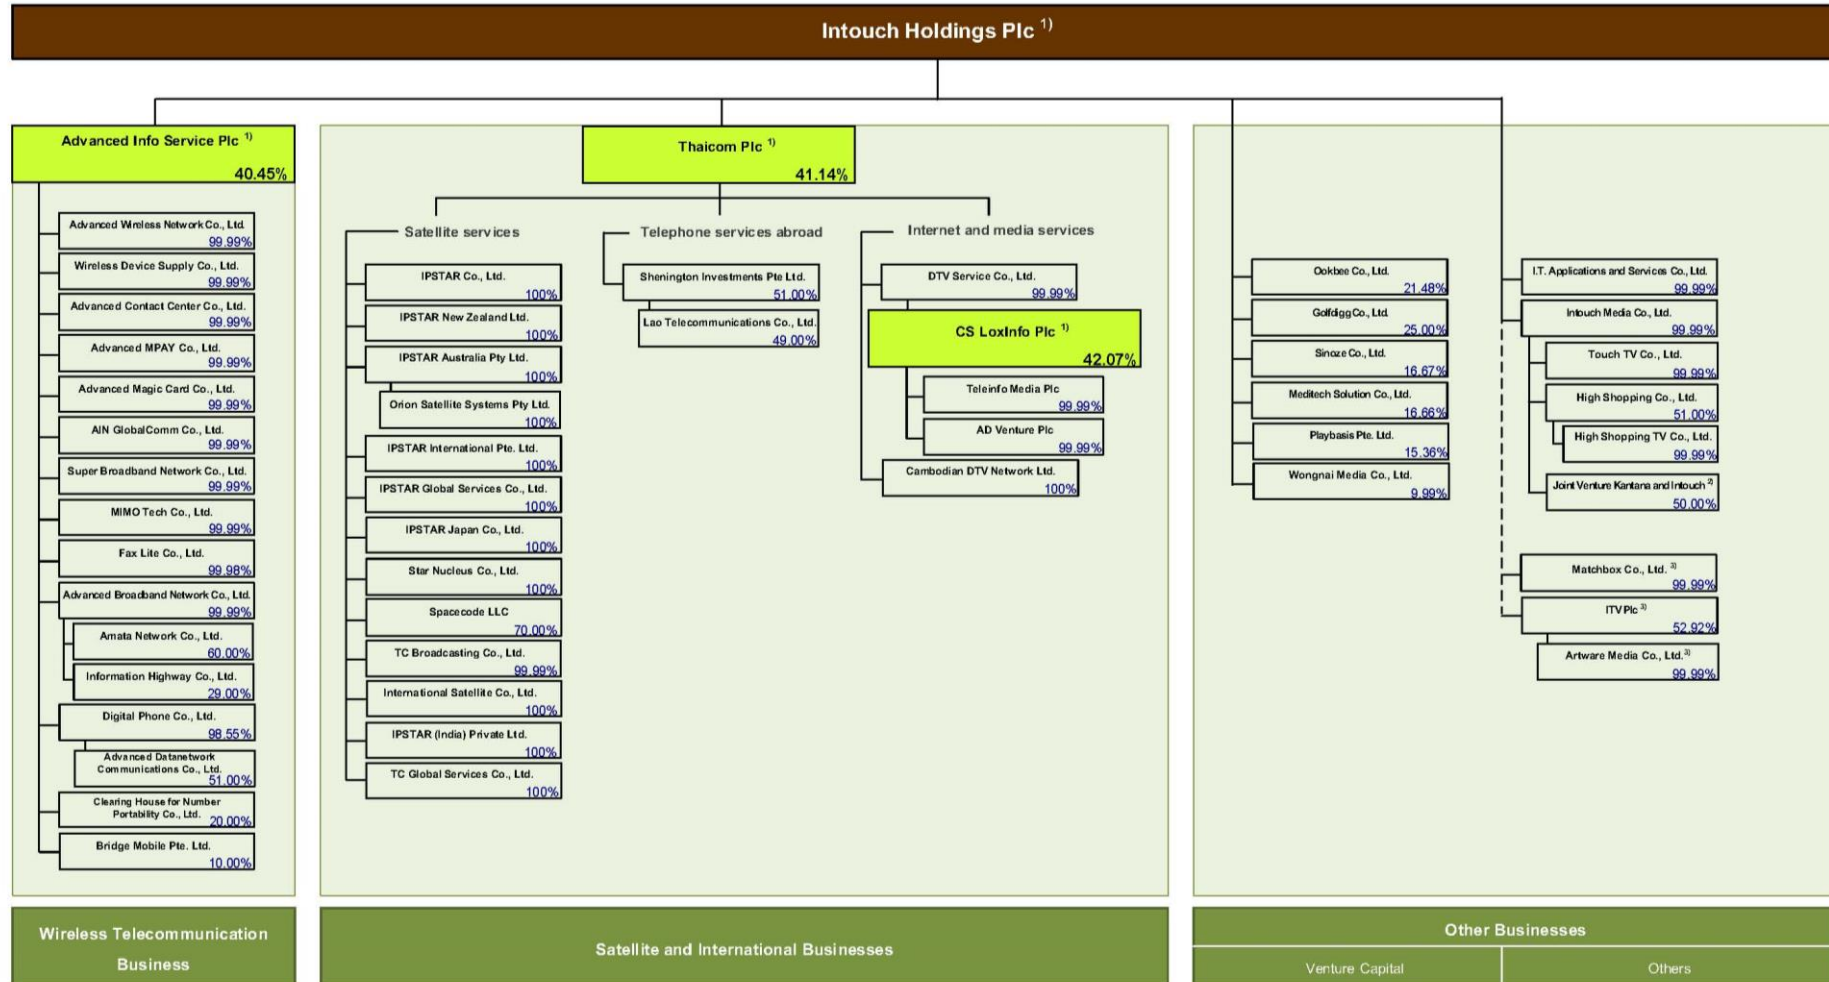 Intouch Holdings Plc 1)
Advanced Info Service Plc 1)
40.45%
Advanced Wireless Network Co., Ltd.
99.99%
Wireless Device Supply Co., Ltd.
99.99%
Advanced Contact Center Co., Ltd.
99.99%
Advanced MPAY Co., Ltd.
99.99%
Advanced Magic Card Co., Ltd.
99.99%
AIN GlobalComm Co., Ltd.
99.99%
Super Broadband Network Co., Ltd.
99.99%
MIMO Tech Co., Ltd.
99.99%
Fax Lite Co., Ltd.
99.98%
Advanced Broadband Network Co., Ltd.
99.99%
Amata Network Co., Ltd.
60.00%
Information Highway Co., Ltd.
29.00%
Digital Phone Co., Ltd.
98.55%
Advanced Datanetwork
Communications Co., Ltd.
51.00%
Clearing House for Number
Portability Co., Ltd.
20.00%
Bridge Mobile Pte. Ltd.
10.00%
Wireless Telecommunication
Business
Thaicom Plc 1)
41.14%
Satellite services
IPSTAR Co., Ltd.
100%
IPSTAR New Zealand Ltd.
100%
IPSTAR Australia Pty Ltd.
100%
Orion Satellite Systems Pty Ltd.
100%
IPSTAR International Pte. Ltd.
100%
IPSTAR Global Services Co., Ltd.
100%
IPSTAR Japan Co., Ltd.
100%
Star Nucleus Co., Ltd.
100%
Spacecode LLC
70.00%
TC Broadcasting Co., Ltd.
99.99%
International Satellite Co., Ltd.
100%
IPSTAR (India) Private Ltd.
100%
TC Global Services Co., Ltd.
100%
Telephone services abroad
Shenington Investments Pte Ltd.
51.00%
Lao Telecommunications Co., Ltd.
49.00%
Internet and media services
DTV Service Co., Ltd.
99.99%
CS LoxInfo Plc 1)
42.07%
Teleinfo Media Plc
99.99%
AD Venture Plc
99.99%
Cambodian DTV Network Ltd.
100%
Satellite and International Businesses
Ookbee Co., Ltd.
21.48%
Golfdigg Co., Ltd.
25.00%
Sinoze Co., Ltd.
16.67%
Meditech Solution Co., Ltd.
16.66%
Playbasis Pte. Ltd.
15.36%
Wongnai Media Co., Ltd.
9.99%
I.T. Applications and Services Co., Ltd.
99.99%
Intouch Media Co., Ltd.
99.99%
Touch TV Co., Ltd.
99.99%
High Shopping Co., Ltd.
51.00%
High Shopping TV Co., Ltd.
99.99%
Joint Venture Kantana and Intouch 2)
50.00%
Matchbox Co., Ltd. 3)
99.99%
ITV Plc 3)
52.92%
Artware Media Co., Ltd. 3)
99.99%
Other Businesses
Venture Capital
Others